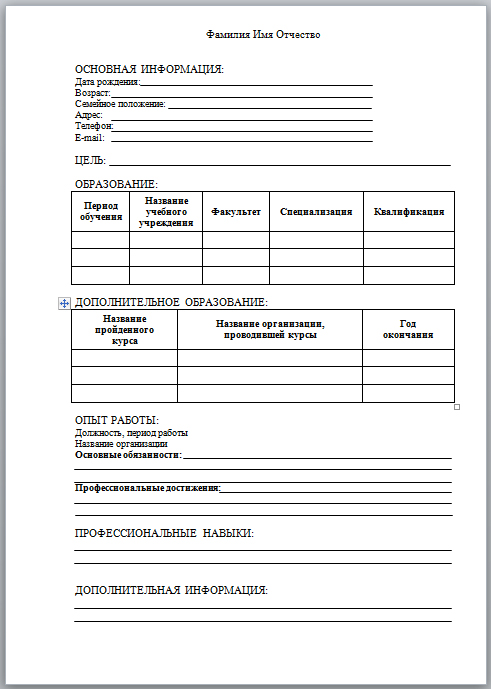 Фамилия Имя Отчество
ОСНОВНАЯ ИНФОРМАЦИЯ:
Дата рождения:
Возраст:
Семейное положение:
Адрес:
Телефон:
E-mail:
ЦЕЛЬ:
ОБРАЗОВАНИЕ:
Период обучения | Название учебного учреждения | Факультет | Специализация | Квалификация
ДОПОЛНИТЕЛЬНОЕ ОБРАЗОВАНИЕ:
Название пройденного курса | Название организации, проводившей курсы | Год окончания
ОПЫТ РАБОТЫ:
Должность, период работы
Название организации
Основные обязанности:
Профессиональные достижения:
ПРОФЕССИОНАЛЬНЫЕ НАВЫКИ:
ДОПОЛНИТЕЛЬНАЯ ИНФОРМАЦИЯ: